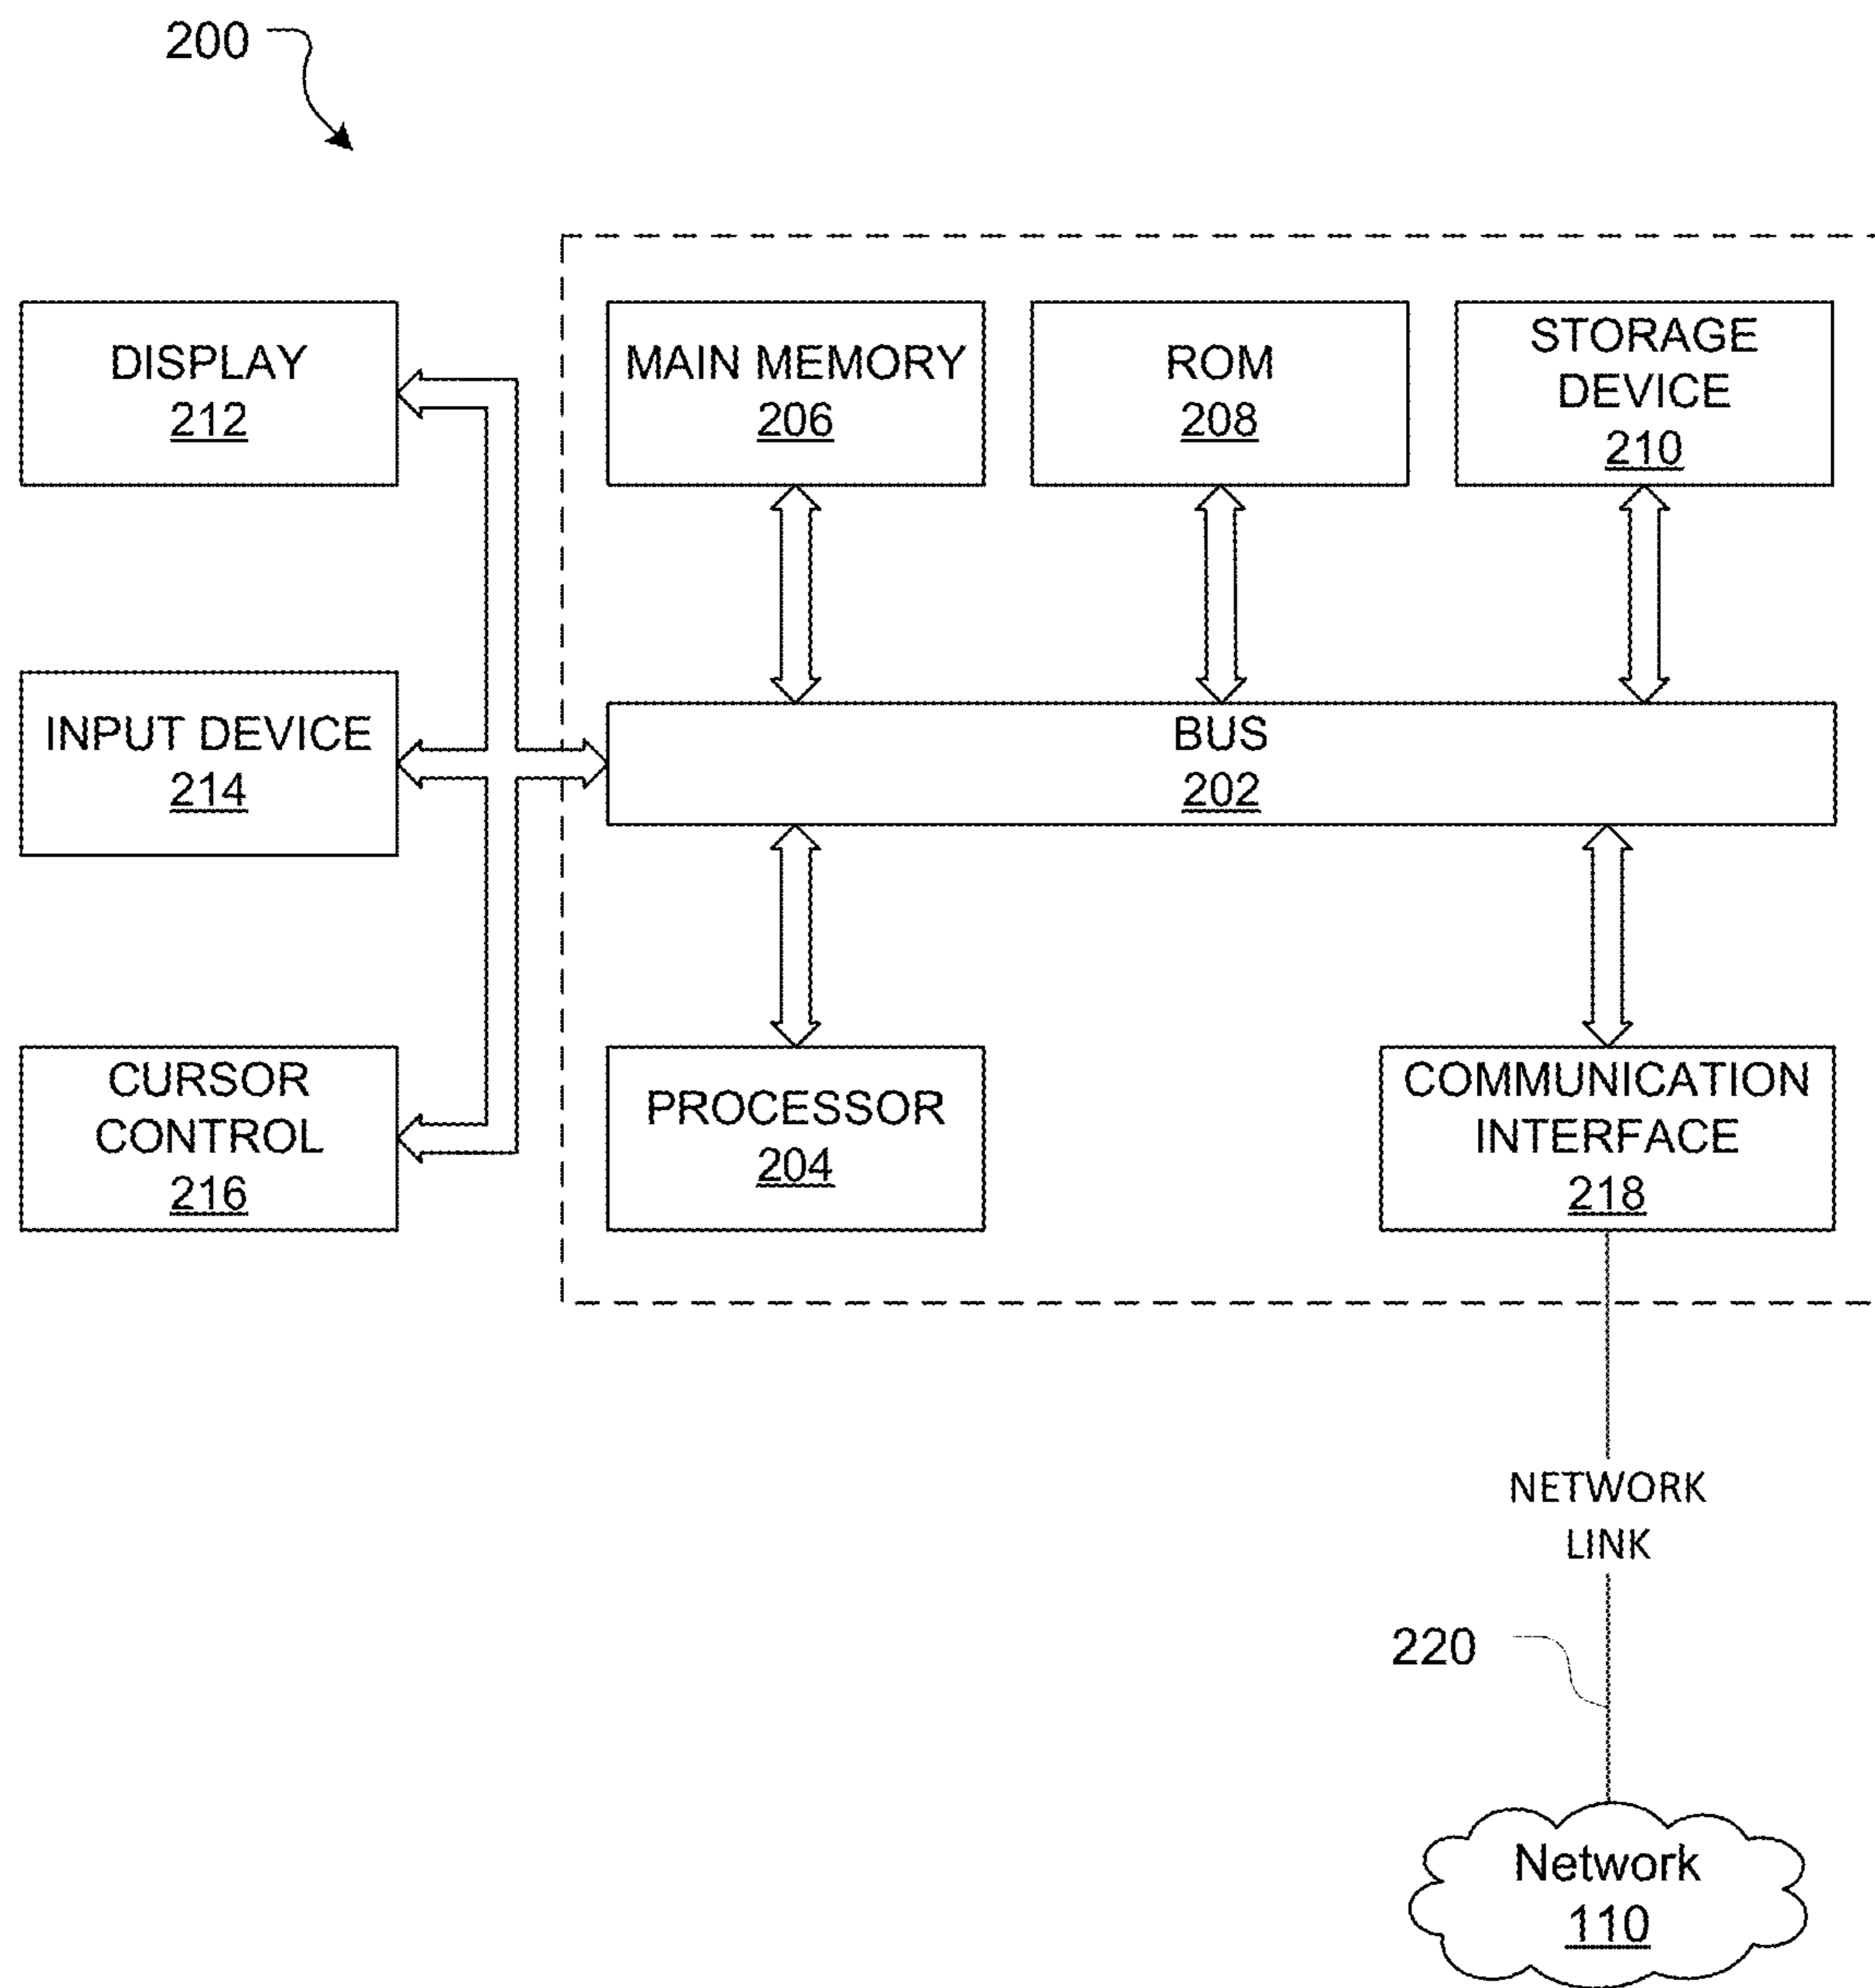 200
DISPLAY
212
MAIN MEMORY
206
ROM
208
STORAGE
DEVICE
210
INPUT DEVICE
214
BUS
202
CURSOR
CONTROL
216
PROCESSOR
204
COMMUNICATION
INTERFACE
218
NETWORK
LINK
220
Network
110